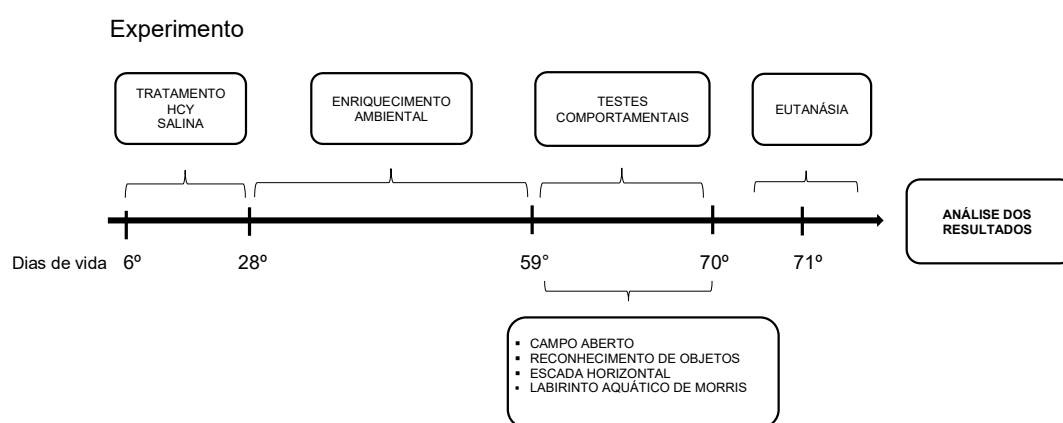 Experimento
TRATAMENTO
HCY
SALINA
ENRIQUECIMENTO
AMBIENTAL
TESTES
COMPORTAMENTAIS
EUTANÁSIA
ANÁLISE DOS
RESULTADOS
Dias de vida 6º 28º 59° 70º 71º
▪ CAMPO ABERTO
▪ RECONHECIMENTO DE OBJETOS
▪ ESCADA HORIZONTAL
▪ LABIRINTO AQUÁTICO DE MORRIS